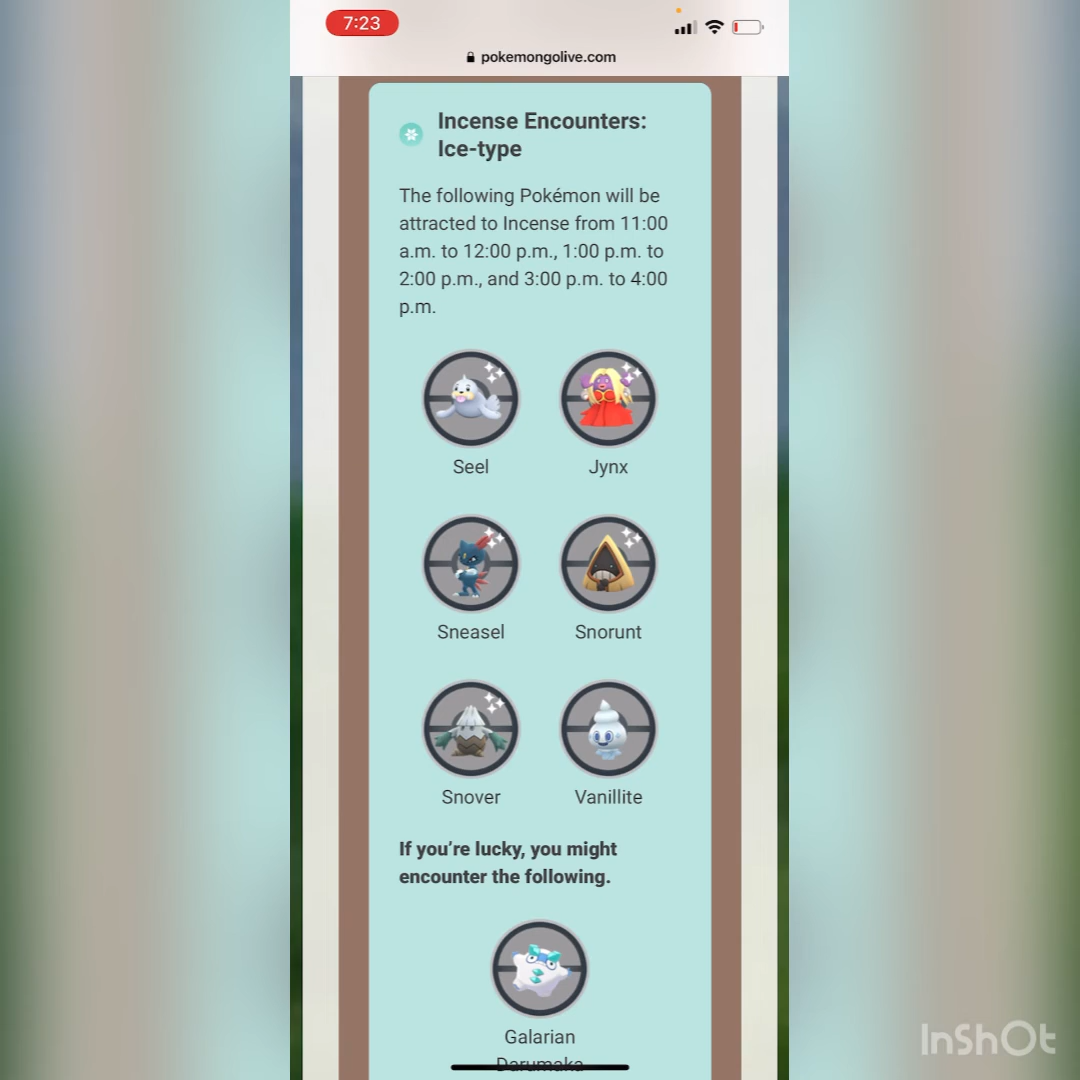 7:23
pokemongolive.com
Incense Encounters:
Ice-type
The following Pokémon will be
attracted to Incense from 11:00
a.m. to 12:00 p.m., 1:00 p.m. to
2:00 p.m., and 3:00 p.m. to 4:00
p.m.
Seel Jynx
Sneasel Snorunt
Snover Vanillite
If you’re lucky, you might
encounter the following.
Galarian
Darumaka
InShOt